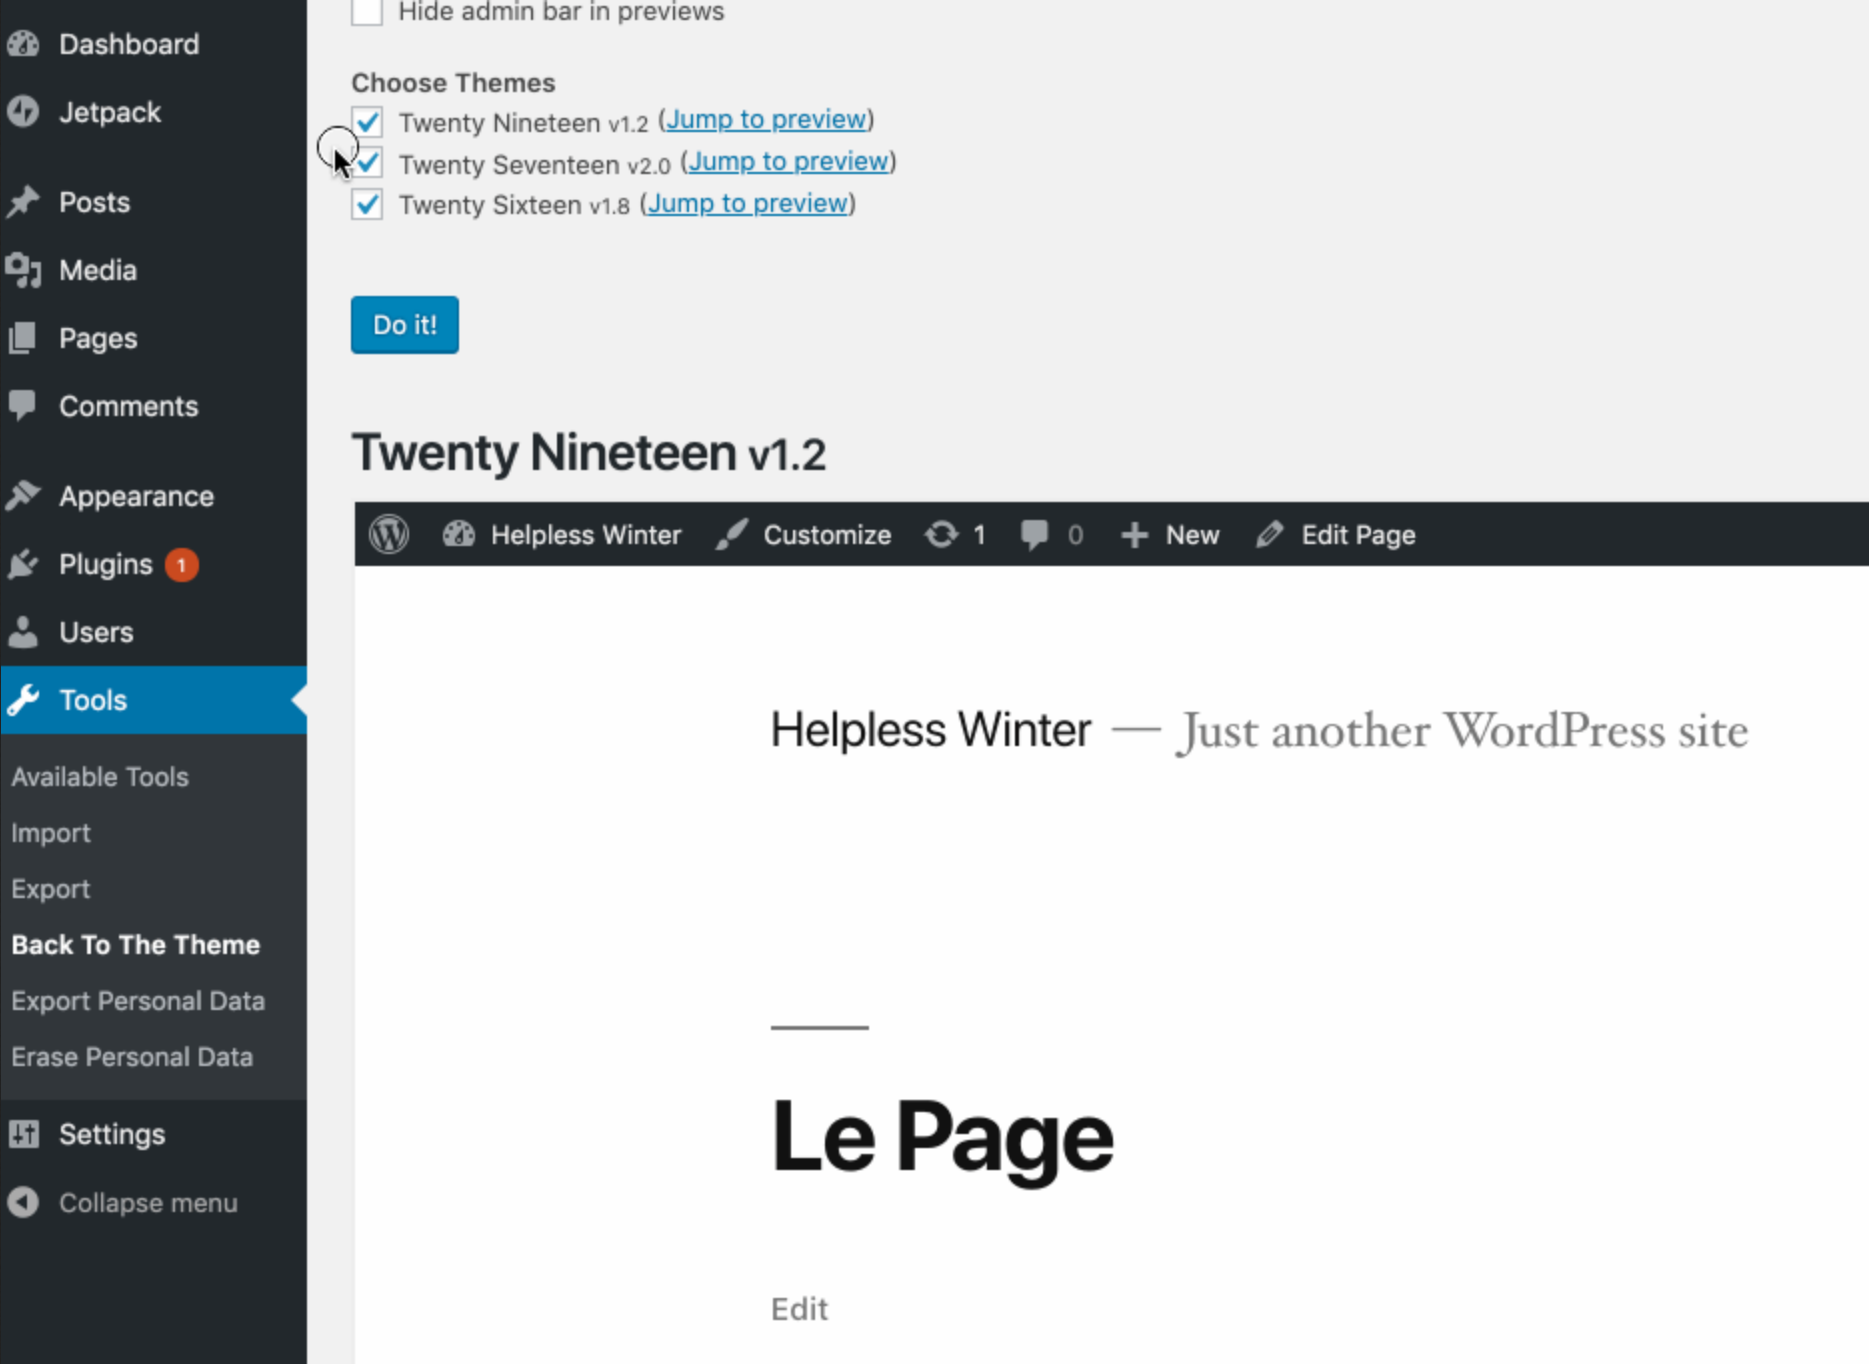 Dashboard
Jetpack
Posts
Media
Pages
Comments
Appearance
Plugins 1
Users
Tools
Available Tools
Import
Export
Back To The Theme
Export Personal Data
Erase Personal Data
Settings
Collapse menu
Hide admin bar in previews
Choose Themes
Twenty Nineteen v1.2 (Jump to preview)
Twenty Seventeen v2.0 (Jump to preview)
Twenty Sixteen v1.8 (Jump to preview)
Do it!
Twenty Nineteen v1.2
Helpless Winter Customize 1 0 New Edit Page
Helpless Winter — Just another WordPress site
Le Page
Edit